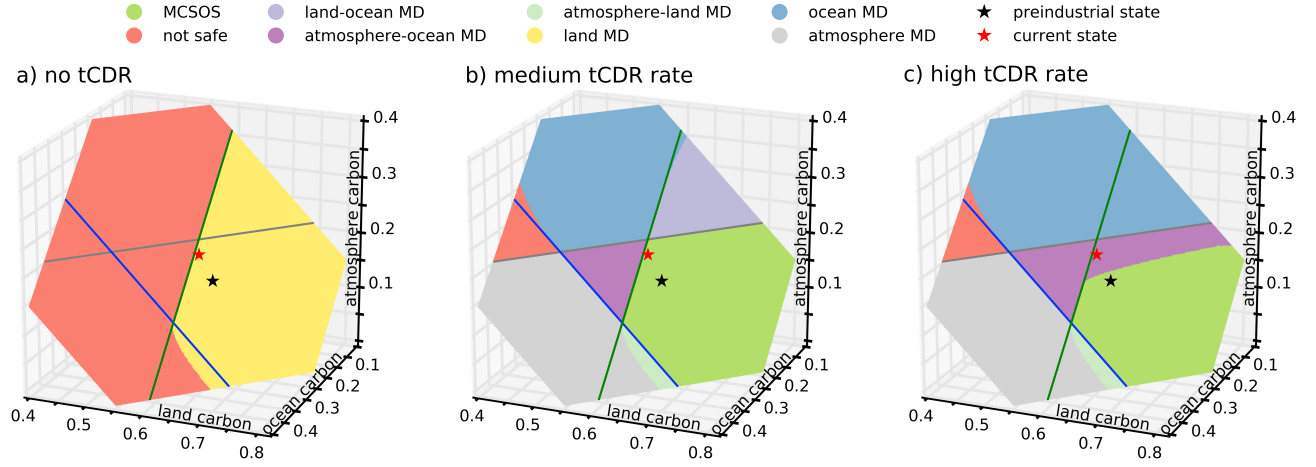 MCSOS land-ocean MD atmosphere-land MD ocean MD preindustrial state
not safe atmosphere-ocean MD land MD atmosphere MD current state
a) no tCDR
b) medium tCDR rate
c) high tCDR rate
0.4
0.3
0.2
0.1
atmosphere carbon
0.1
0.2
0.3
0.4
ocean carbon
0.4
0.5
0.6
0.7
0.8
land carbon
0.4
0.3
0.2
0.1
atmosphere carbon
0.1
0.2
0.3
0.4
ocean carbon
0.4
0.5
0.6
0.7
0.8
land carbon
0.4
0.3
0.2
0.1
atmosphere carbon
0.1
0.2
0.3
0.4
ocean carbon
0.4
0.5
0.6
0.7
0.8
land carbon